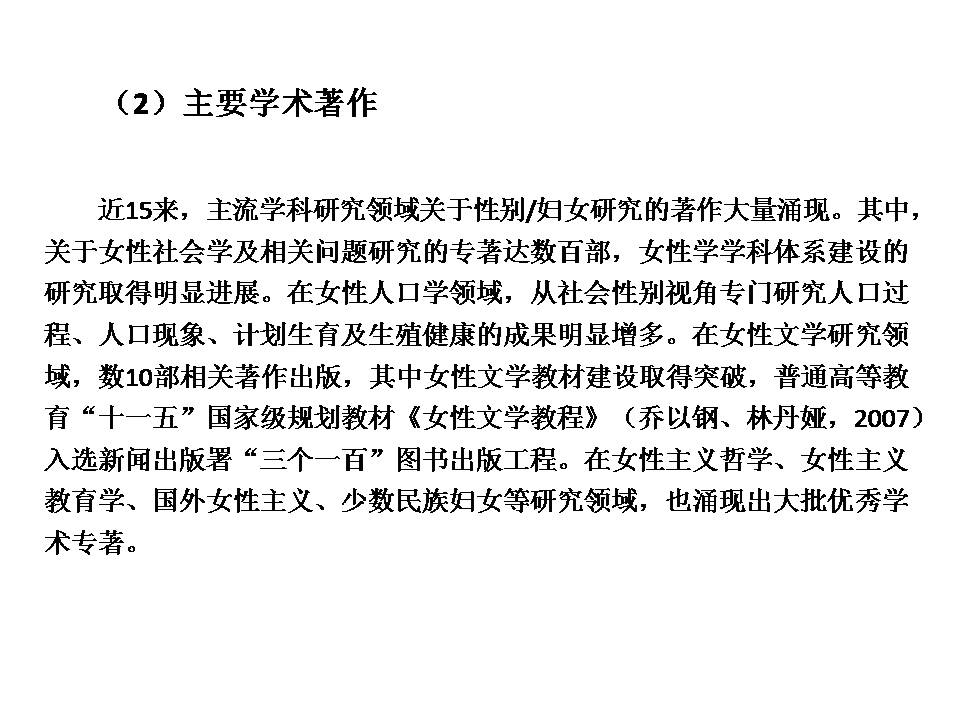 （2）主要学术著作
近15来，主流学科研究领域关于性别/妇女研究的著作大量涌现。其中，
关于女性社会学及相关问题研究的专著达数百部，女性学学科体系建设的
研究取得明显进展。在女性人口学领域，从社会性别视角专门研究人口过
程、人口现象、计划生育及生殖健康的成果明显增多。在女性文学研究领
域，数10部相关著作出版，其中女性文学教材建设取得突破，普通高等教
育“十一五”国家级规划教材《女性文学教程》（乔以钢、林丹娅，2007）
入选新闻出版署“三个一百”图书出版工程。在女性主义哲学、女性主义
教育学、国外女性主义、少数民族妇女等研究领域，也涌现出大批优秀学
术专著。